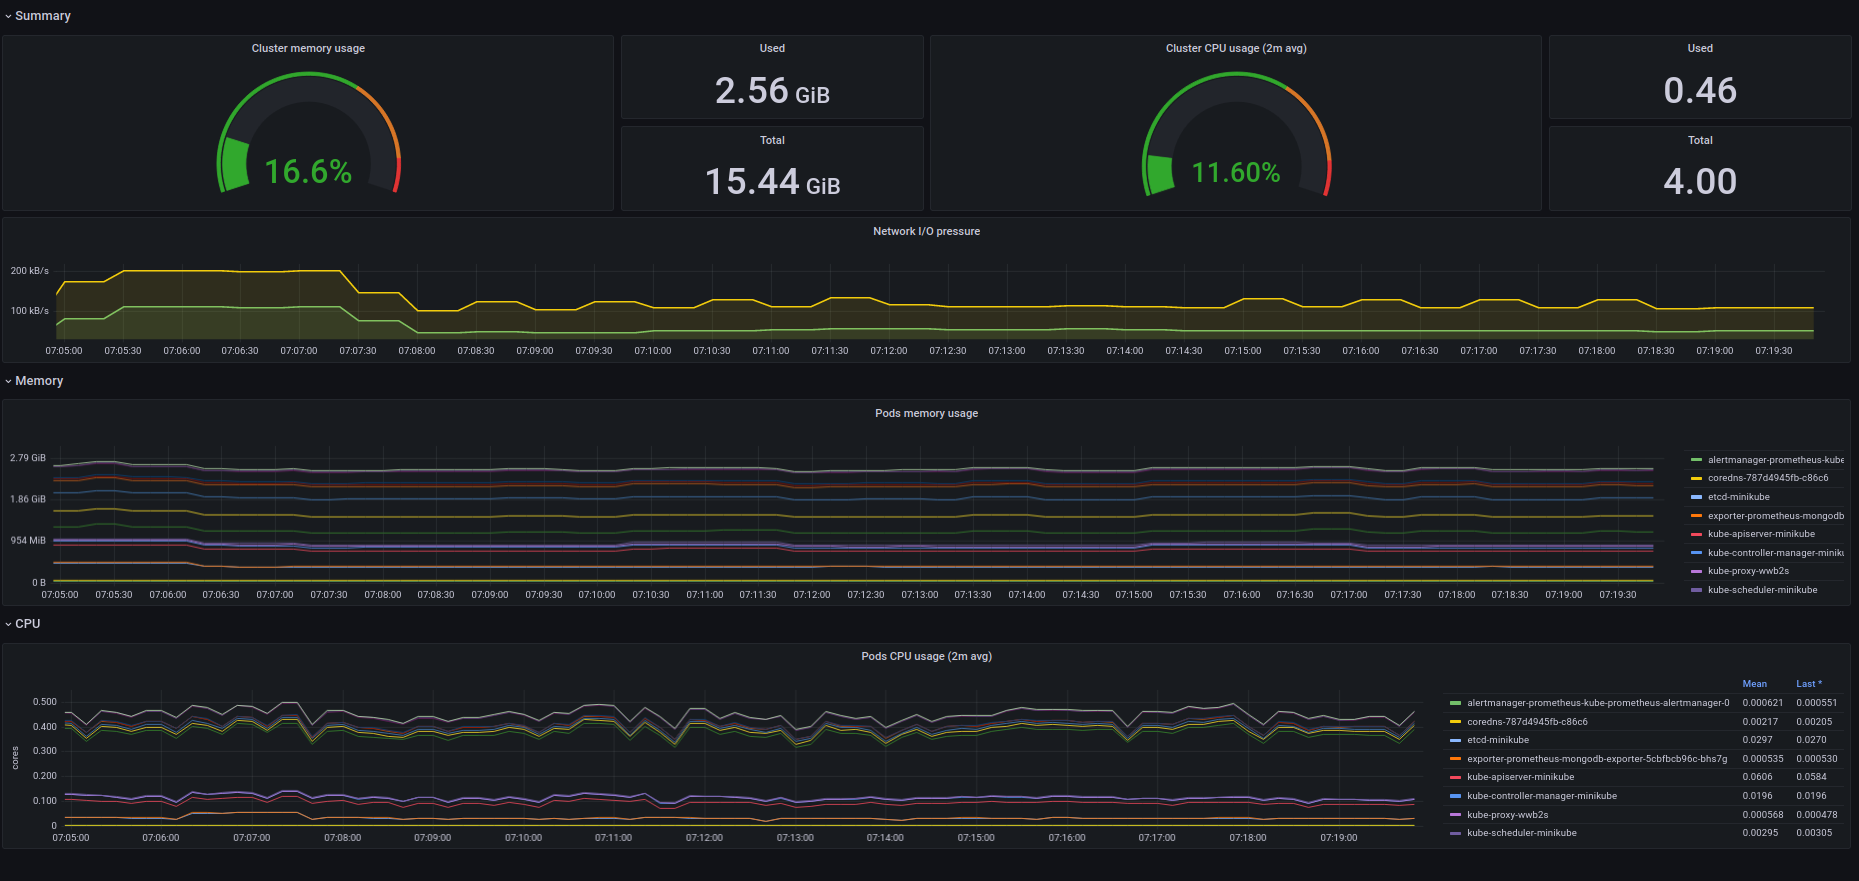 Summary
Cluster memory usage
16.6%
Used
2.56 GiB
Total
15.44 GiB
Cluster CPU usage (2m avg)
11.60%
Used
0.46
Total
4.00
Network I/O pressure
200 kB/s
100 kB/s
07:05:00 07:05:30 07:06:00 07:06:30 07:07:00 07:07:30 07:08:00 07:08:30 07:09:00 07:09:30 07:10:00 07:10:30 07:11:00 07:11:30 07:12:00 07:12:30 07:13:00 07:13:30 07:14:00 07:14:30 07:15:00 07:15:30 07:16:00 07:16:30 07:17:00 07:17:30 07:18:00 07:18:30 07:19:00 07:19:30
Memory
Pods memory usage
2.79 GiB
1.86 GiB
954 MiB
0 B
07:05:00 07:05:30 07:06:00 07:06:30 07:07:00 07:07:30 07:08:00 07:08:30 07:09:00 07:09:30 07:10:00 07:10:30 07:11:00 07:11:30 07:12:00 07:12:30 07:13:00 07:13:30 07:14:00 07:14:30 07:15:00 07:15:30 07:16:00 07:16:30 07:17:00 07:17:30 07:18:00 07:18:30 07:19:00 07:19:30
alertmanager-prometheus-kube
coredns-787d4945fb-c86c6
etcd-minikube
exporter-prometheus-mongodb
kube-apiserver-minikube
kube-controller-manager-minik
kube-proxy-wwb2s
kube-scheduler-minikube
CPU
Pods CPU usage (2m avg)
cores
0.500
0.400
0.300
0.200
0.100
0
07:05:00 07:06:00 07:07:00 07:08:00 07:09:00 07:10:00 07:11:00 07:12:00 07:13:00 07:14:00 07:15:00 07:16:00 07:17:00 07:18:00 07:19:00
Mean Last *
alertmanager-prometheus-kube-prometheus-alertmanager-0 0.000621 0.000551
coredns-787d4945fb-c86c6 0.00217 0.00205
etcd-minikube 0.0297 0.0270
exporter-prometheus-mongodb-exporter-5cbfbcb96c-bhs7g 0.000535 0.000530
kube-apiserver-minikube 0.0606 0.0584
kube-controller-manager-minikube 0.0196 0.0196
kube-proxy-wwb2s 0.000568 0.000478
kube-scheduler-minikube 0.00295 0.00305